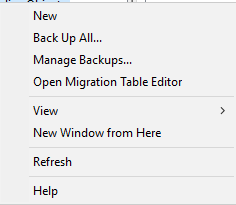 New
Back Up All...
Manage Backups...
Open Migration Table Editor
View
New Window from Here
Refresh
Help